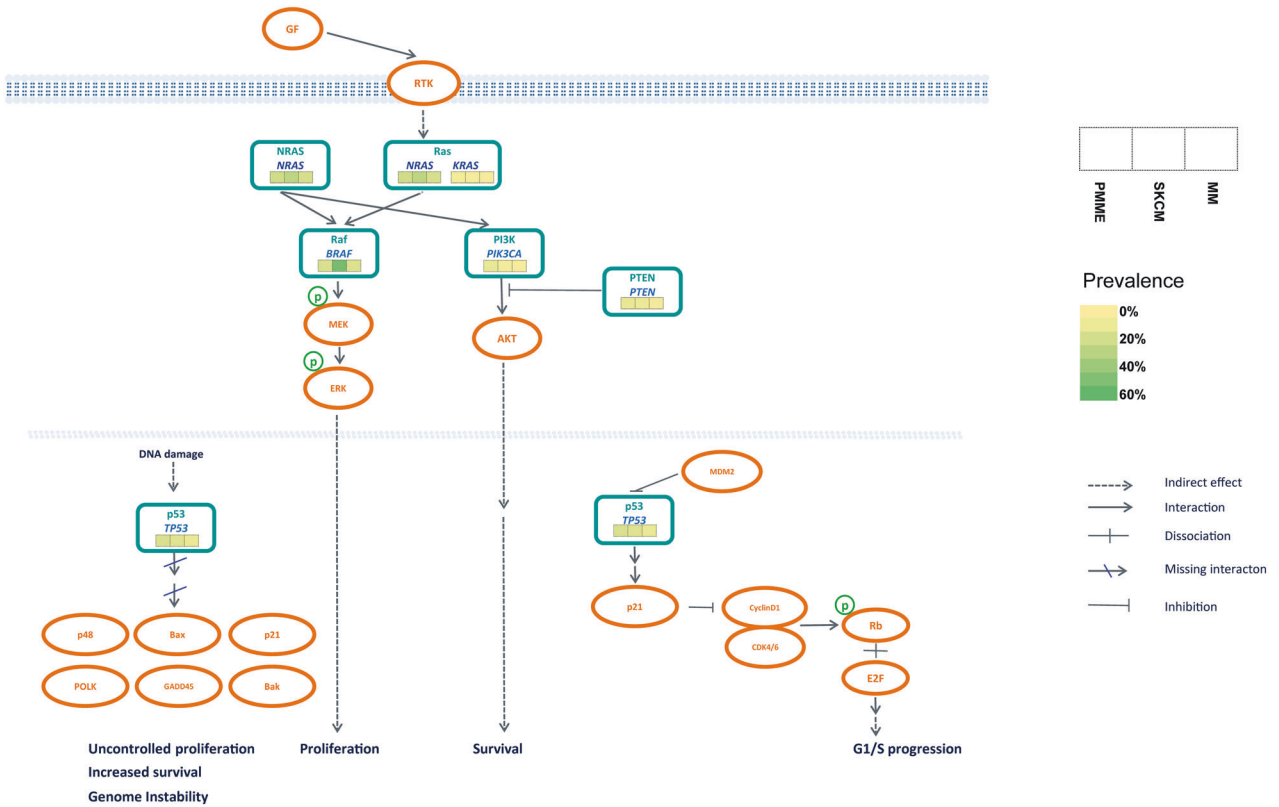 GF
RTK
NRAS
NRAS
Ras
NRAS KRAS
Raf
BRAF
PI3K
PIK3CA
PTEN
PTEN
p
MEK
AKT
p
ERK
PMME
SKCM
MM
Prevalence
0%
20%
40%
60%
DNA damage
p53
TP53
MDM2
p53
TP53
p21
CyclinD1
CDK4/6
p
Rb
E2F
p48
Bax
p21
POLK
GADD45
Bak
Indirect effect
Interaction
Dissociation
Missing interacton
Inhibition
Uncontrolled proliferation
Increased survival
Genome Instability
Proliferation
Survival
G1/S progression